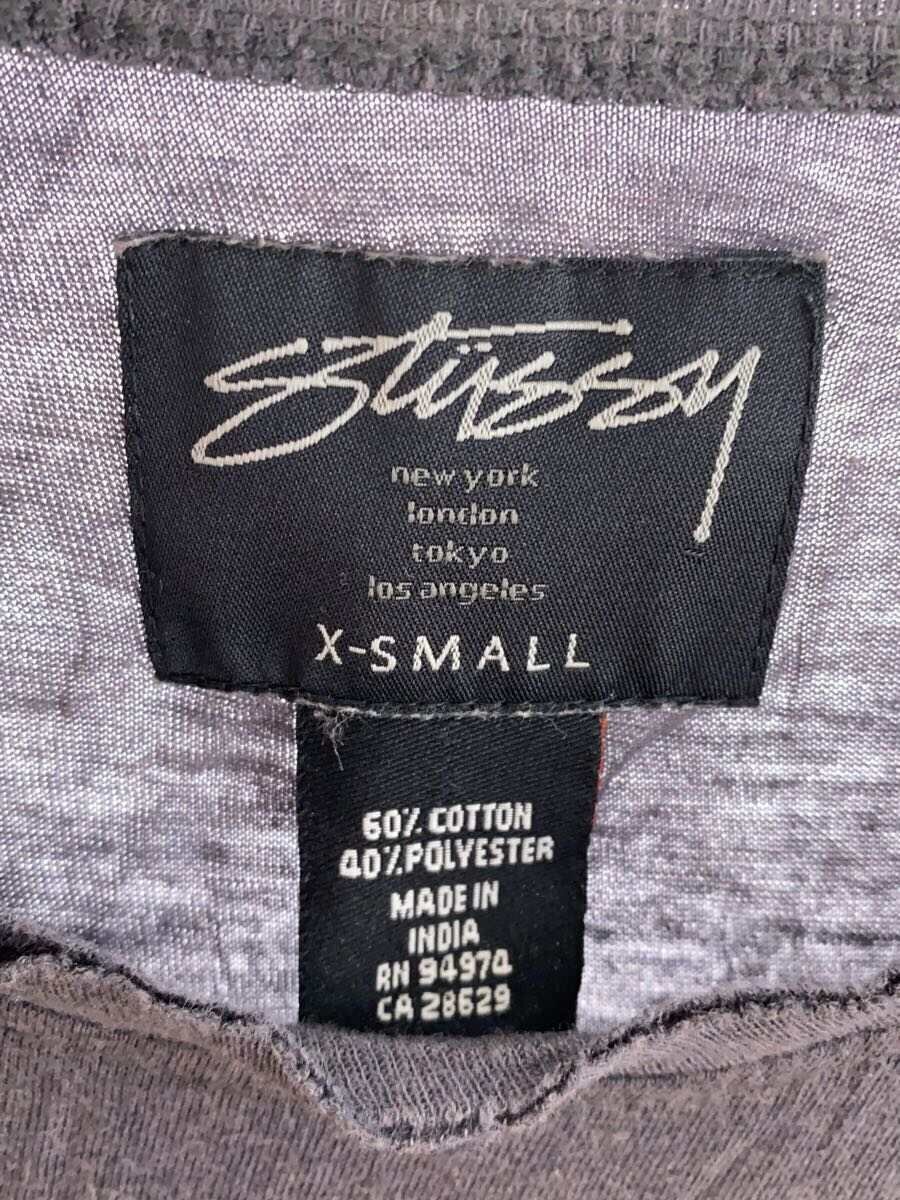 stüssy
new york
london
tokyo
los angeles
X-SMALL
60% COTTON
40% POLYESTER
MADE IN
INDIA
RN 94974
CA 28629